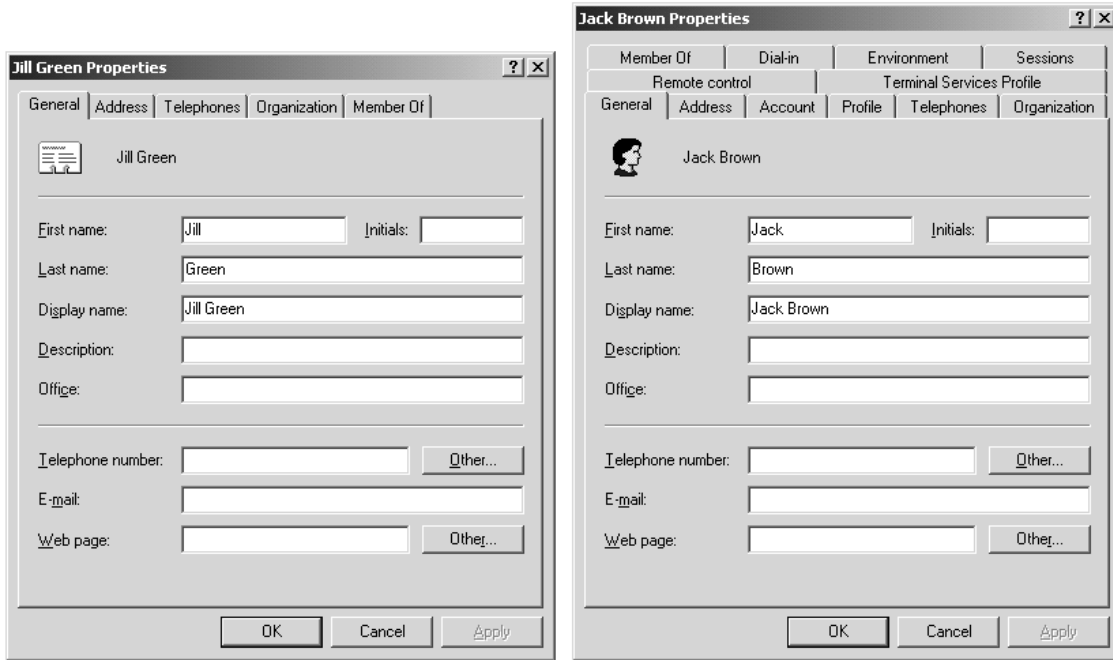 Jill Green Properties
General Address Telephones Organization Member Of
Jill Green
First name: Jill Initials:
Last name: Green
Display name: Jill Green
Description:
Office:
Telephone number: Other...
E-mail:
Web page: Other...
OK Cancel Apply
Jack Brown Properties
Member Of Dial-in Environment Sessions
Remote control Terminal Services Profile
General Address Account Profile Telephones Organization
Jack Brown
First name: Jack Initials:
Last name: Brown
Display name: Jack Brown
Description:
Office:
Telephone number: Other...
E-mail:
Web page: Other...
OK Cancel Apply